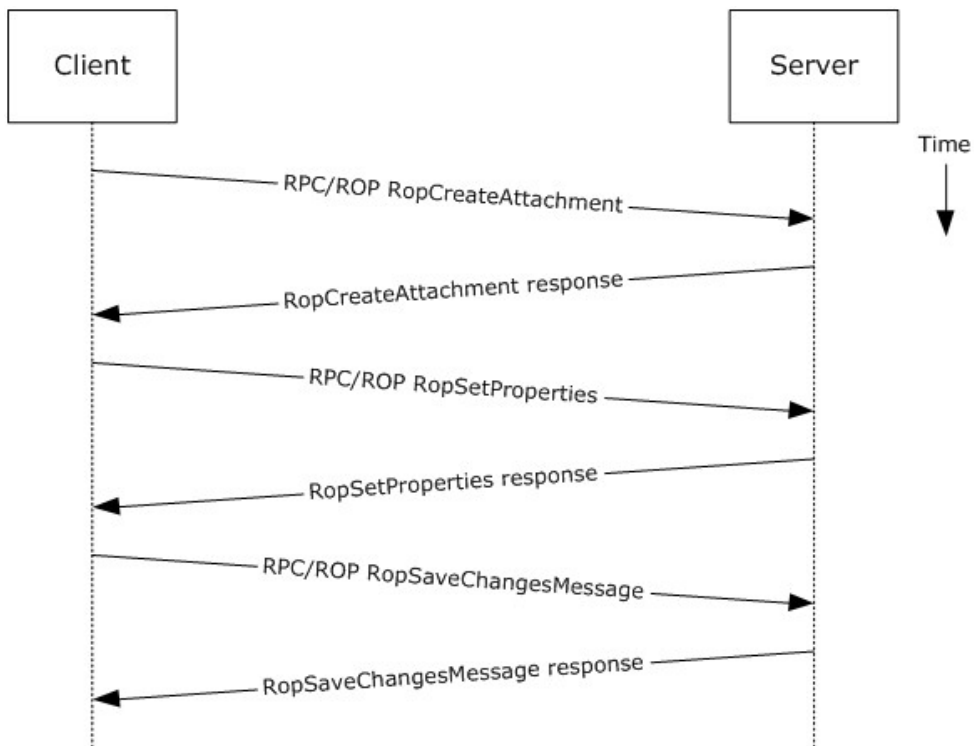 Client
Server
Time
RPC/ROP RopCreateAttachment
RopCreateAttachment response
RPC/ROP RopSetProperties
RopSetProperties response
RPC/ROP RopSaveChangesMessage
RopSaveChangesMessage response